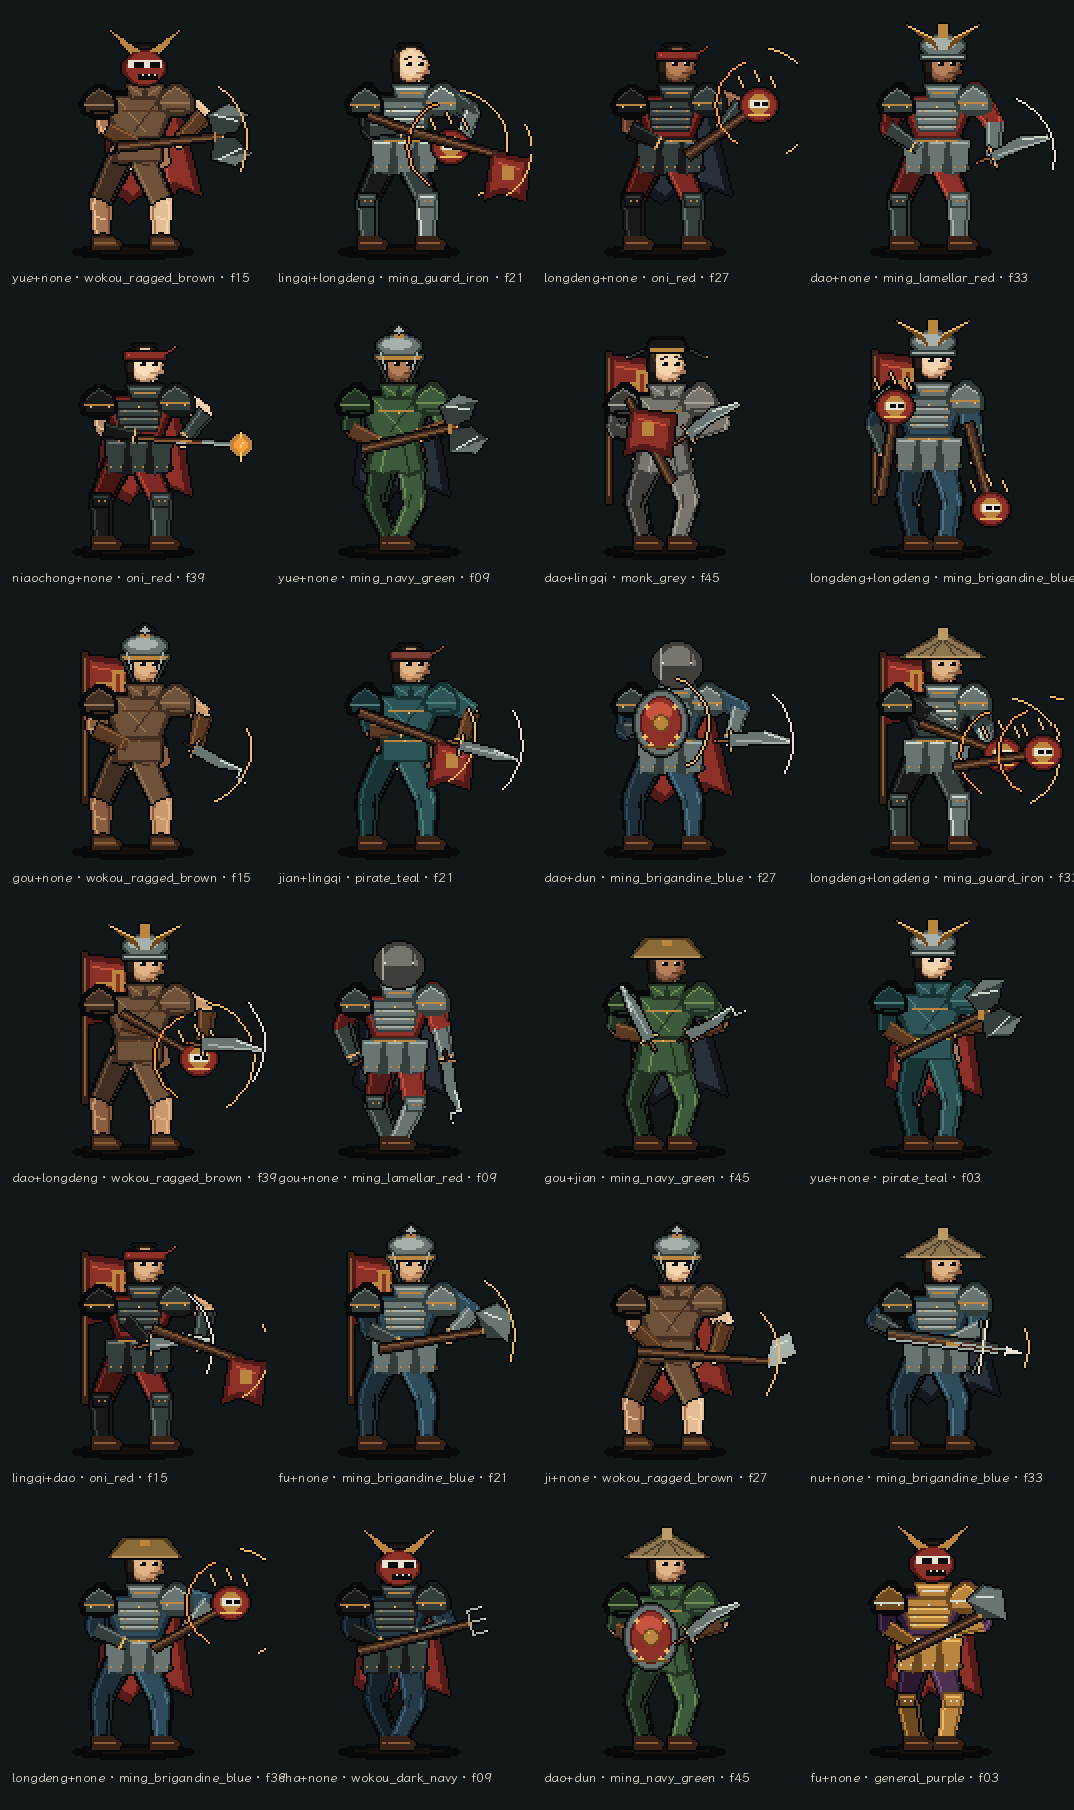 yue+none • wokou_ragged_brown • f15
lingqi+longdeng • ming_guard_iron • f21
longdeng+none • oni_red • f27
dao+none • ming_lamellar_red • f33
niaochong+none • oni_red • f39
yue+none • ming_navy_green • f09
dao+lingqi • monk_grey • f45
longdeng+longdeng • ming_brigandine_blue
gou+none • wokou_ragged_brown • f15
jian+lingqi • pirate_teal • f21
dao+dun • ming_brigandine_blue • f27
longdeng+longdeng • ming_guard_iron • f33
dao+longdeng • wokou_ragged_brown • f39
gou+none • ming_lamellar_red • f09
gou+jian • ming_navy_green • f45
yue+none • pirate_teal • f03
lingqi+dao • oni_red • f15
fu+none • ming_brigandine_blue • f21
ji+none • wokou_ragged_brown • f27
nu+none • ming_brigandine_blue • f33
longdeng+none • ming_brigandine_blue • f39
cha+none • wokou_dark_navy • f09
dao+dun • ming_navy_green • f45
fu+none • general_purple • f03